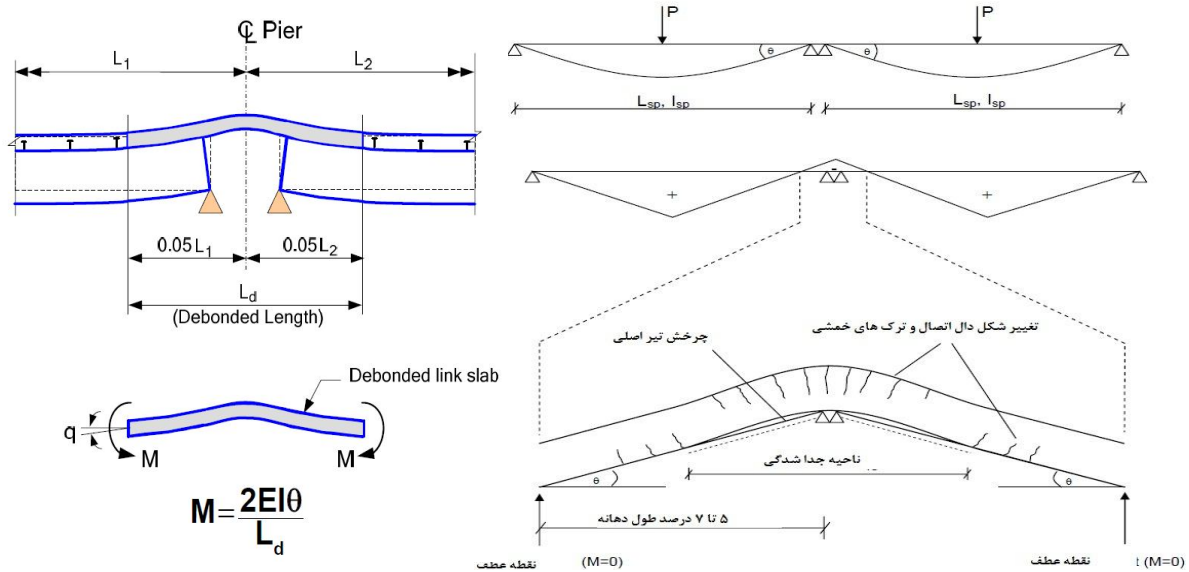 ℄ Pier
L1
L2
0.05L1
0.05L2
Ld
(Debonded Length)
Debonded link slab
q
M
M
M=2EIθ/Ld
P
P
θ
θ
Lsp, Isp
Lsp, Isp
+
-
+
چرخش تیر اصلی
تغییر شکل دال اتصال و ترک های خمشی
ناحیه جدا شدگی
θ
θ
۵ تا ۷ درصد طول دهانه
نقطه عطف (M=0)
نقطه عطف t (M=0)